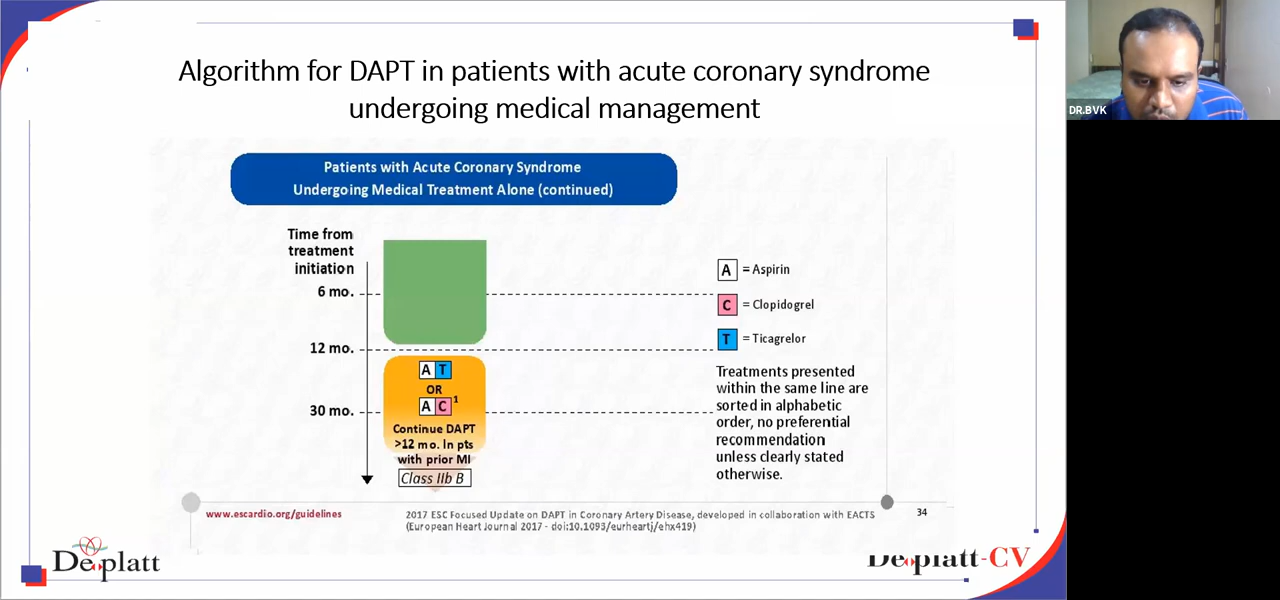 Algorithm for DAPT in patients with acute coronary syndrome
undergoing medical management
DR.BVK
Patients with Acute Coronary Syndrome
Undergoing Medical Treatment Alone (continued)
Time from
treatment
initiation
6 mo.
12 mo.
30 mo.
A T
OR
A C 1
Continue DAPT
>12 mo. In pts
with prior MI
Class IIb B
A = Aspirin
C = Clopidogrel
T = Ticagrelor
Treatments presented
within the same line are
sorted in alphabetic
order, no preferential
recommendation
unless clearly stated
otherwise.
www.escardio.org/guidelines
2017 ESC Focused Update on DAPT in Coronary Artery Disease, developed in collaboration with EACTS
(European Heart Journal 2017 - doi:10.1093/eurheartj/ehx419)
34
Deplatt
Deplatt-CV